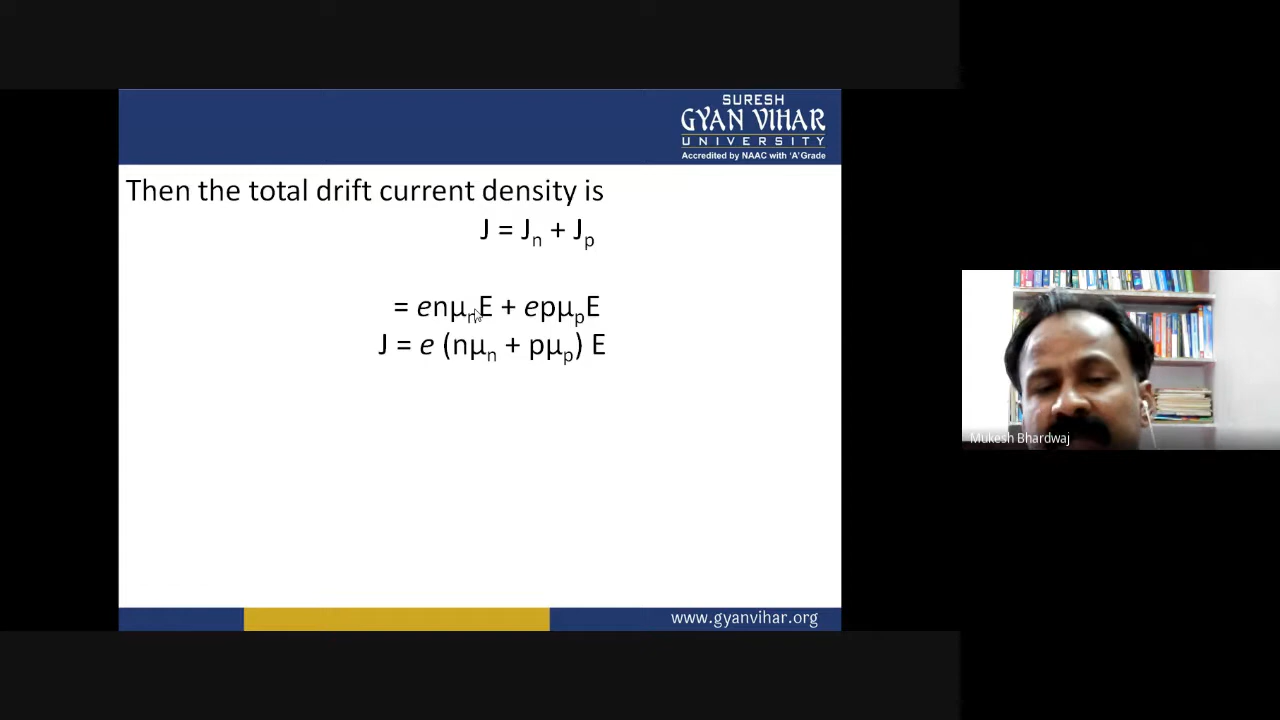 SURESH
GYAN VIHAR
UNIVERSITY
Accredited by NAAC with 'A' Grade
Then the total drift current density is
J = Jₙ + Jₚ
= enμₙE + epμₚE
J = e (nμₙ + pμₚ) E
Mukesh Bhardwaj
www.gyanvihar.org